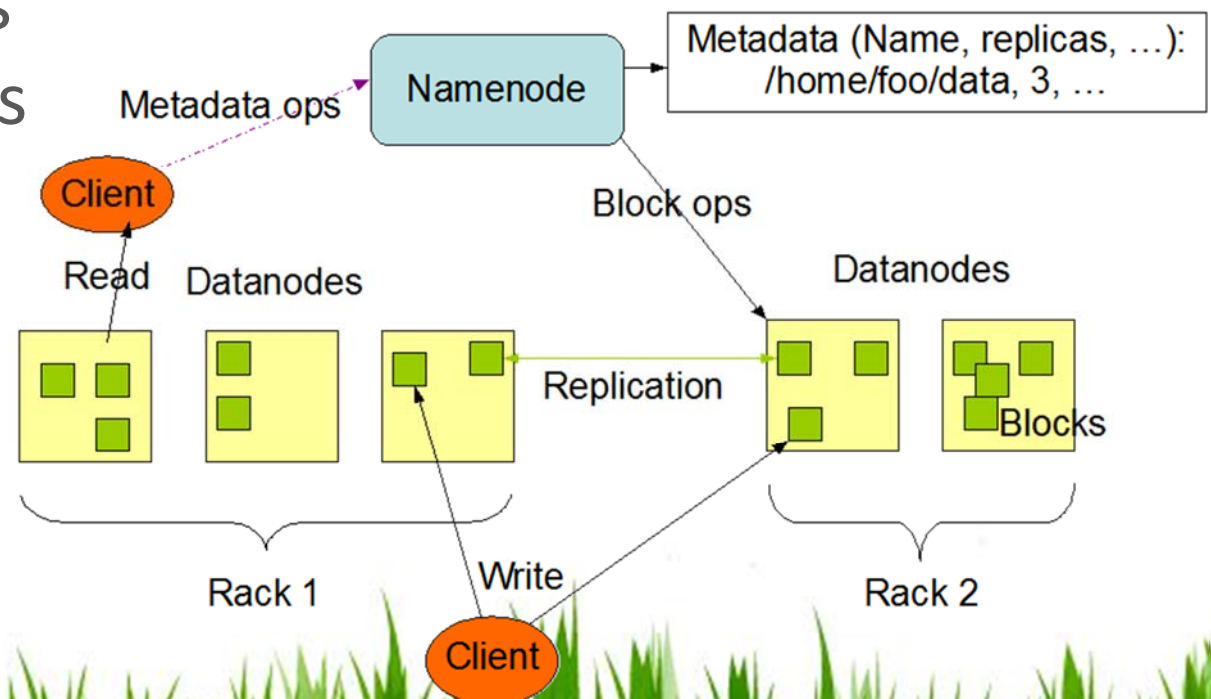 S
Metadata (Name, replicas, …):
/home/foo/data, 3, …
Namenode
Metadata ops
Client
Block ops
Read
Datanodes
Datanodes
Replication
Blocks
Rack 1
Write
Rack 2
Client